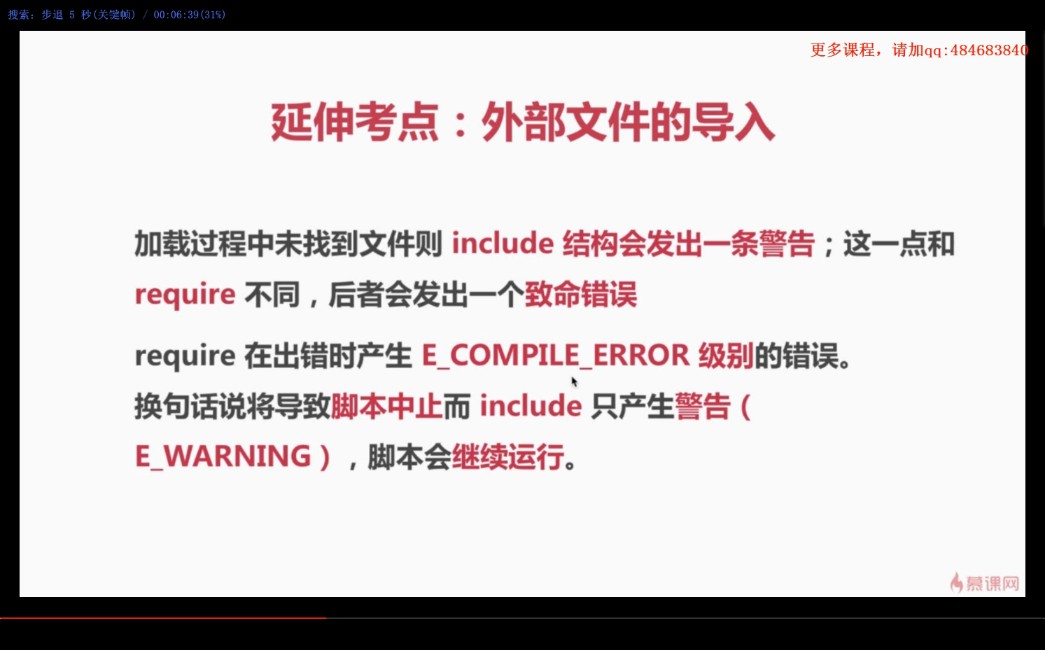 搜索: 步退 5 秒(关键帧) / 00:06:39(31%)
更多课程，请加qq:484683840
延伸考点：外部文件的导入
加载过程中未找到文件则 include 结构会发出一条警告；这一点和
require 不同，后者会发出一个致命错误
require 在出错时产生 E_COMPILE_ERROR 级别的错误。
换句话说将导致脚本中止而 include 只产生警告（
E_WARNING），脚本会继续运行。
慕课网